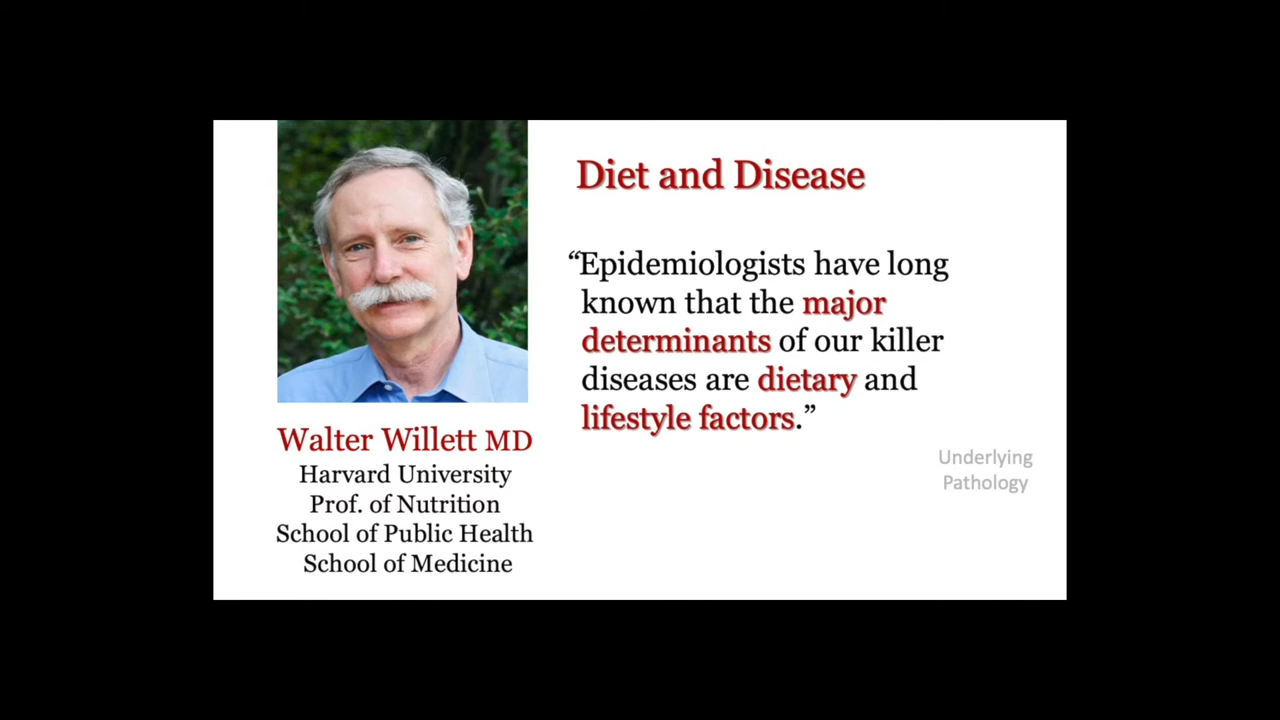 Diet and Disease
“Epidemiologists have long
known that the major
determinants of our killer
diseases are dietary and
lifestyle factors.”
Underlying
Pathology
Walter Willett MD
Harvard University
Prof. of Nutrition
School of Public Health
School of Medicine